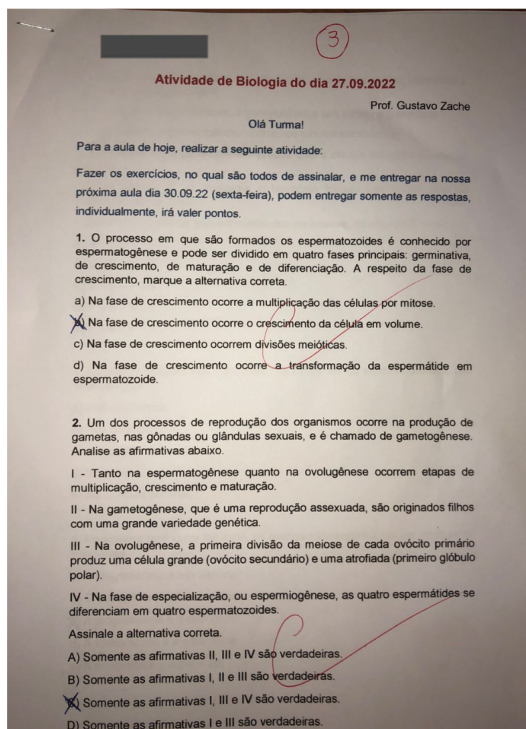 3
Atividade de Biologia do dia 27.09.2022
Prof. Gustavo Zache
Olá Turma!
Para a aula de hoje, realizar a seguinte atividade:
Fazer os exercícios, no qual são todos de assinalar, e me entregar na nossa
próxima aula dia 30.09.22 (sexta-feira), podem entregar somente as respostas,
individualmente, irá valer pontos.
1. O processo em que são formados os espermatozoides é conhecido por
espermatogênese e pode ser dividido em quatro fases principais: germinativa,
de crescimento, de maturação e de diferenciação. A respeito da fase de
crescimento, marque a alternativa correta.
a) Na fase de crescimento ocorre a multiplicação das células por mitose.
b) Na fase de crescimento ocorre o crescimento da célula em volume.
c) Na fase de crescimento ocorrem divisões meióticas.
d) Na fase de crescimento ocorre a transformação da espermátide em
espermatozoide.
2. Um dos processos de reprodução dos organismos ocorre na produção de
gametas, nas gônadas ou glândulas sexuais, e é chamado de gametogênese.
Analise as afirmativas abaixo.
I - Tanto na espermatogênese quanto na ovolugênese ocorrem etapas de
multiplicação, crescimento e maturação.
II - Na gametogênese, que é uma reprodução assexuada, são originados filhos
com uma grande variedade genética.
III - Na ovolugênese, a primeira divisão da meiose de cada ovócito primário
produz uma célula grande (ovócito secundário) e uma atrofiada (primeiro glóbulo
polar).
IV - Na fase de especialização, ou espermiogênese, as quatro espermátides se
diferenciam em quatro espermatozoides.
Assinale a alternativa correta.
A) Somente as afirmativas II, III e IV são verdadeiras.
B) Somente as afirmativas I, II e III são verdadeiras.
C) Somente as afirmativas I, III e IV são verdadeiras.
D) Somente as afirmativas I e III são verdadeiras.